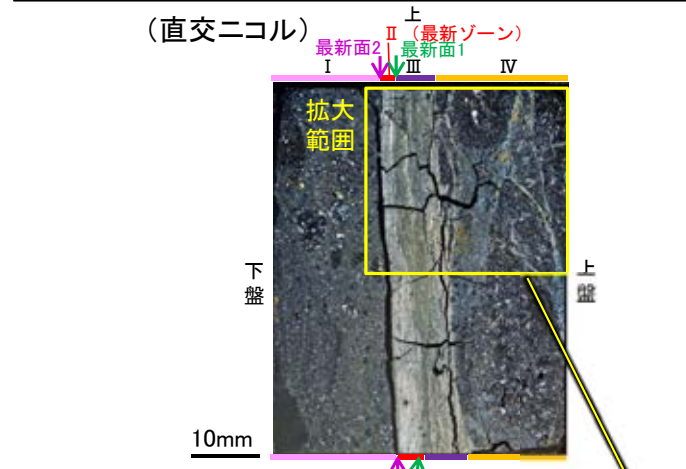 (直交ニコル)
上
Ⅱ (最新ゾーン)
最新面2
最新面1
Ⅰ
Ⅲ
Ⅳ
拡大
範囲
下
盤
上
盤
10mm